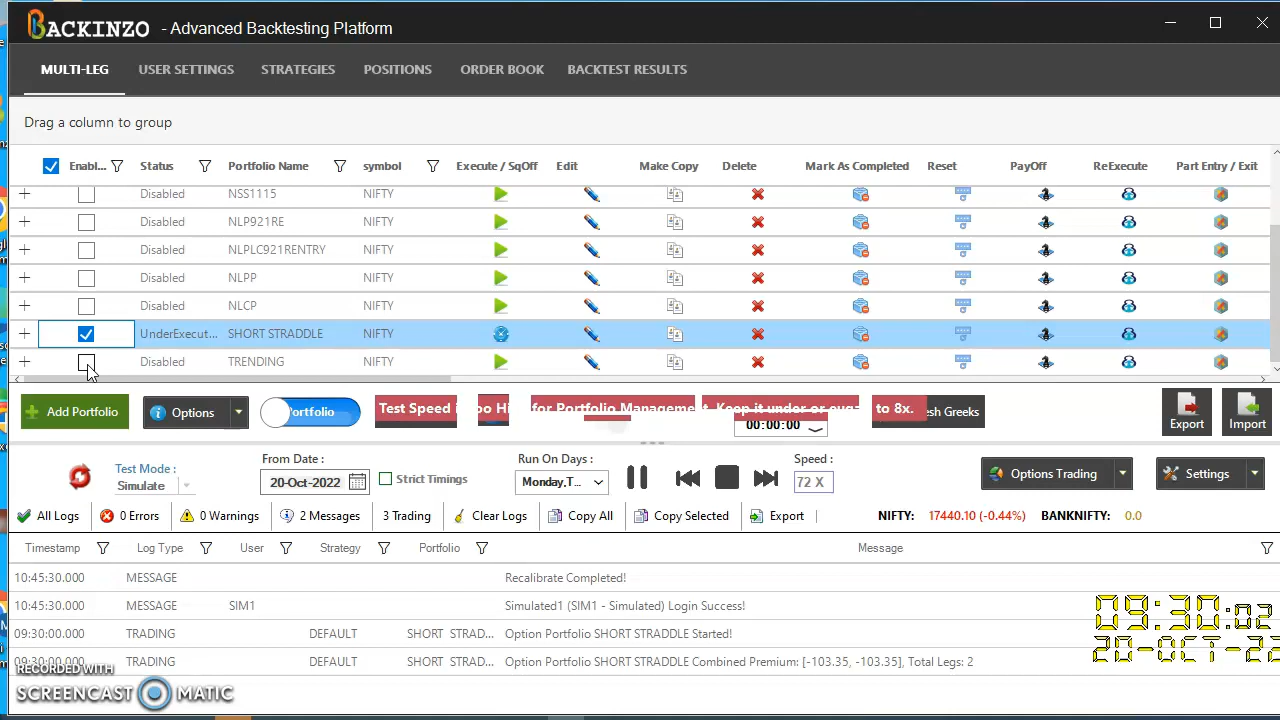 BACKINZO - Advanced Backtesting Platform
MULTI-LEG USER SETTINGS STRATEGIES POSITIONS ORDER BOOK BACKTEST RESULTS
Drag a column to group
Enabl... Status Portfolio Name symbol Execute / SqOff Edit Make Copy Delete Mark As Completed Reset PayOff ReExecute Part Entry / Exit
Disabled NSS1115 NIFTY
Disabled NLP921RE NIFTY
Disabled NLPLC921RENTRY NIFTY
Disabled NLPP NIFTY
Disabled NLCP NIFTY
UnderExecut... SHORT STRADDLE NIFTY
Disabled TRENDING NIFTY
Add Portfolio Options Portfolio Test Speed for Portfolio Keep it under to 8x. Greeks Export Import
00:00:00
Test Mode : Simulate From Date : 20-Oct-2022 Strict Timings Run On Days : Monday,T... Speed : 72 X Options Trading Settings
All Logs 0 Errors 0 Warnings 2 Messages 3 Trading Clear Logs Copy All Copy Selected Export NIFTY: 17440.10 (-0.44%) BANKNIFTY: 0.0
Timestamp Log Type User Strategy Portfolio Message
10:45:30.000 MESSAGE Recalibrate Completed!
10:45:30.000 MESSAGE SIM1 Simulated1 (SIM1 - Simulated) Login Success!
09:30:00.000 TRADING DEFAULT SHORT STRAD... Option Portfolio SHORT STRADDLE Started!
09:30:00.000 TRADING DEFAULT SHORT STRAD... Option Portfolio SHORT STRADDLE Combined Premium: [-103.35, -103.35], Total Legs: 2
09:30:02
20-OCT-22
RECORDED WITH
SCREENCAST MATIC